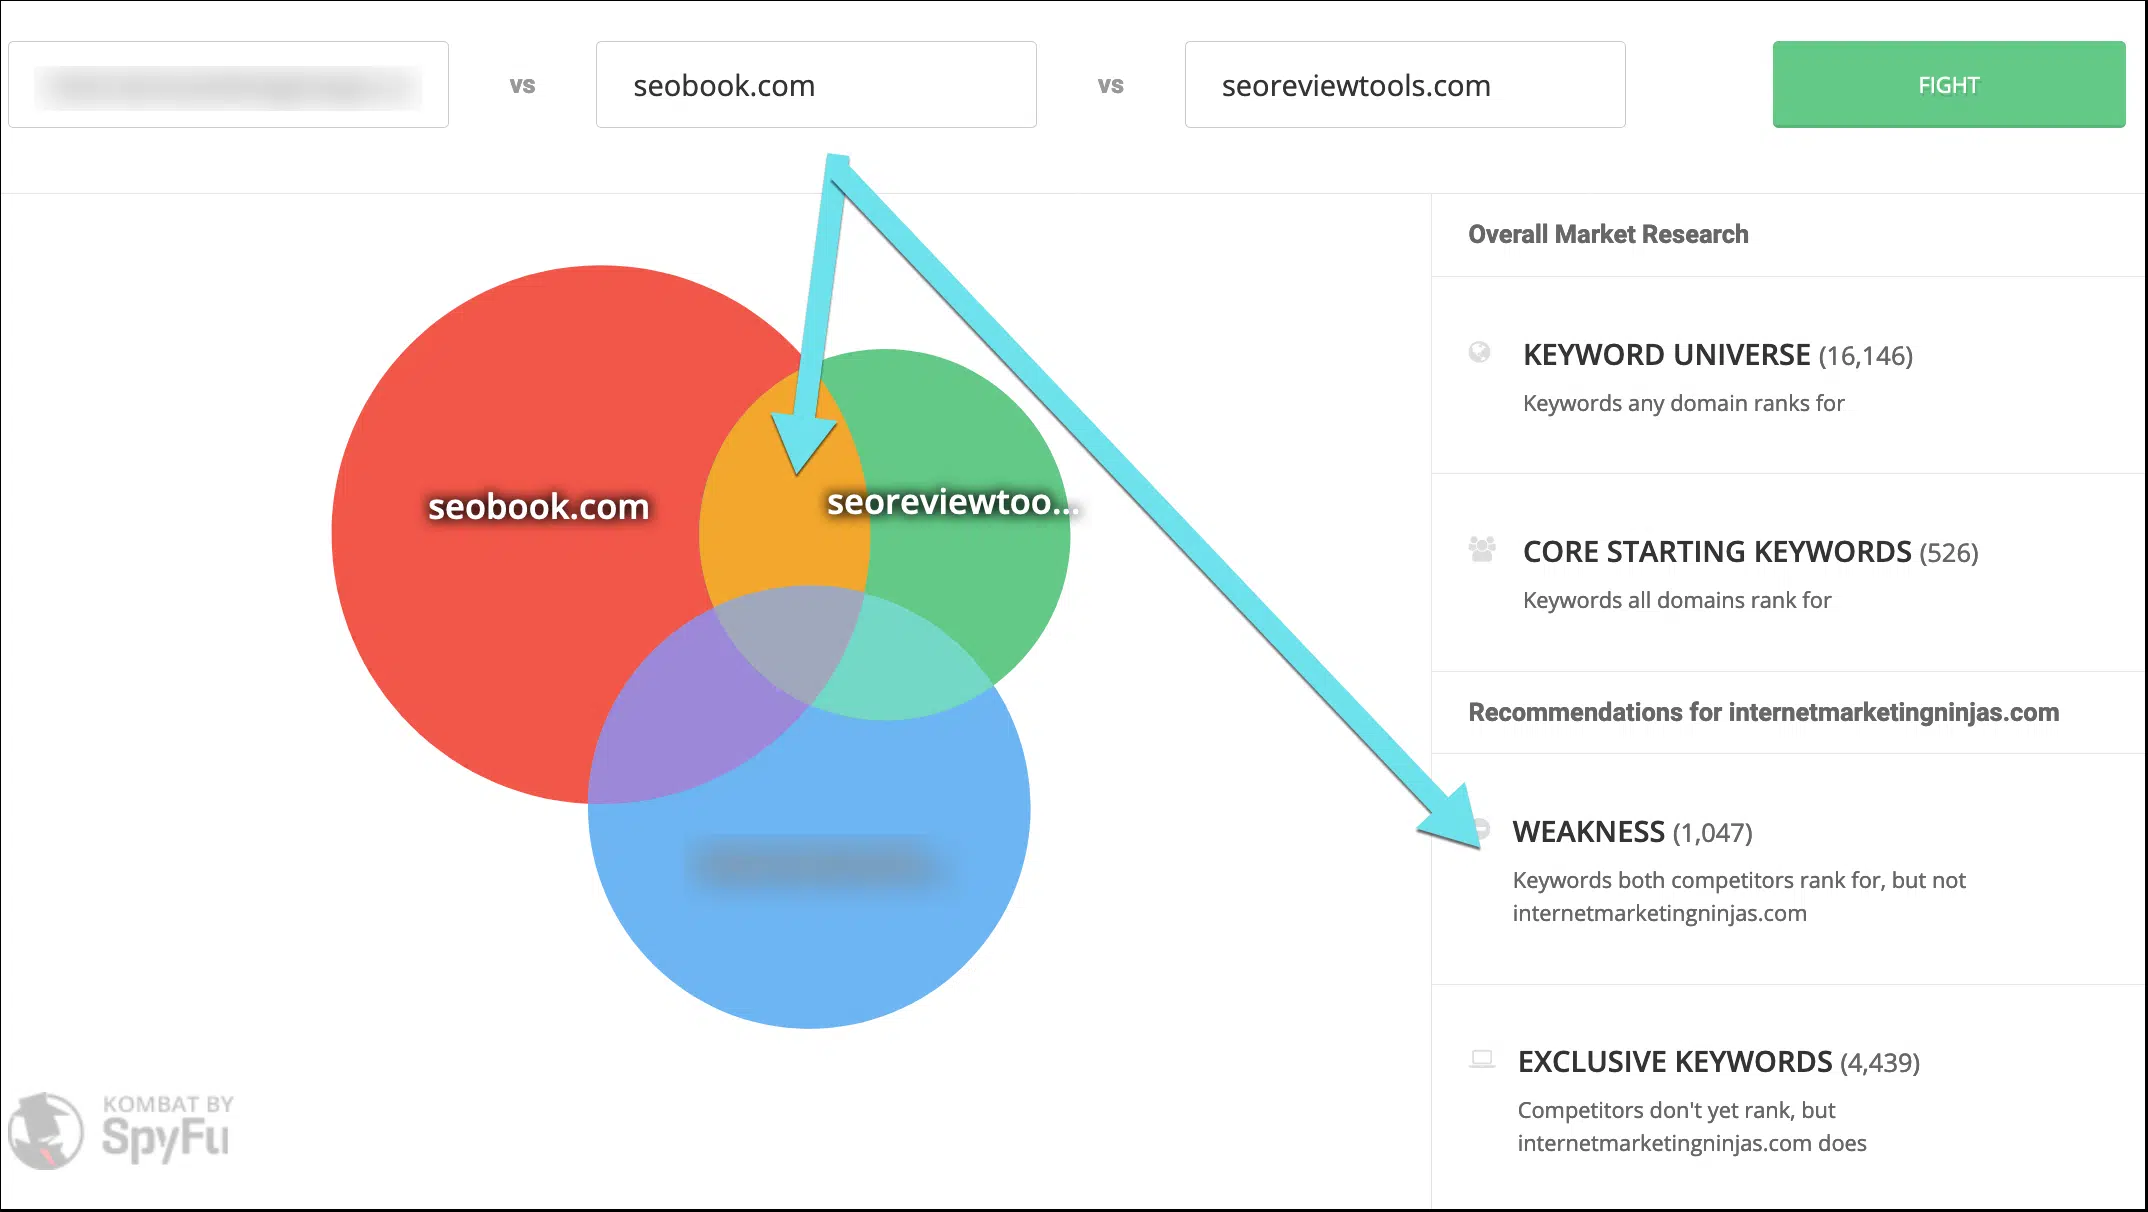 vs
seobook.com
vs
seoreviewtools.com
FIGHT
seobook.com
seoreviewtoo...
Overall Market Research
KEYWORD UNIVERSE (16,146)
Keywords any domain ranks for
CORE STARTING KEYWORDS (526)
Keywords all domains rank for
Recommendations for internetmarketingninjas.com
WEAKNESS (1,047)
Keywords both competitors rank for, but not
internetmarketingninjas.com
EXCLUSIVE KEYWORDS (4,439)
Competitors don't yet rank, but
internetmarketingninjas.com does
KOMBAT BY
SpyFu